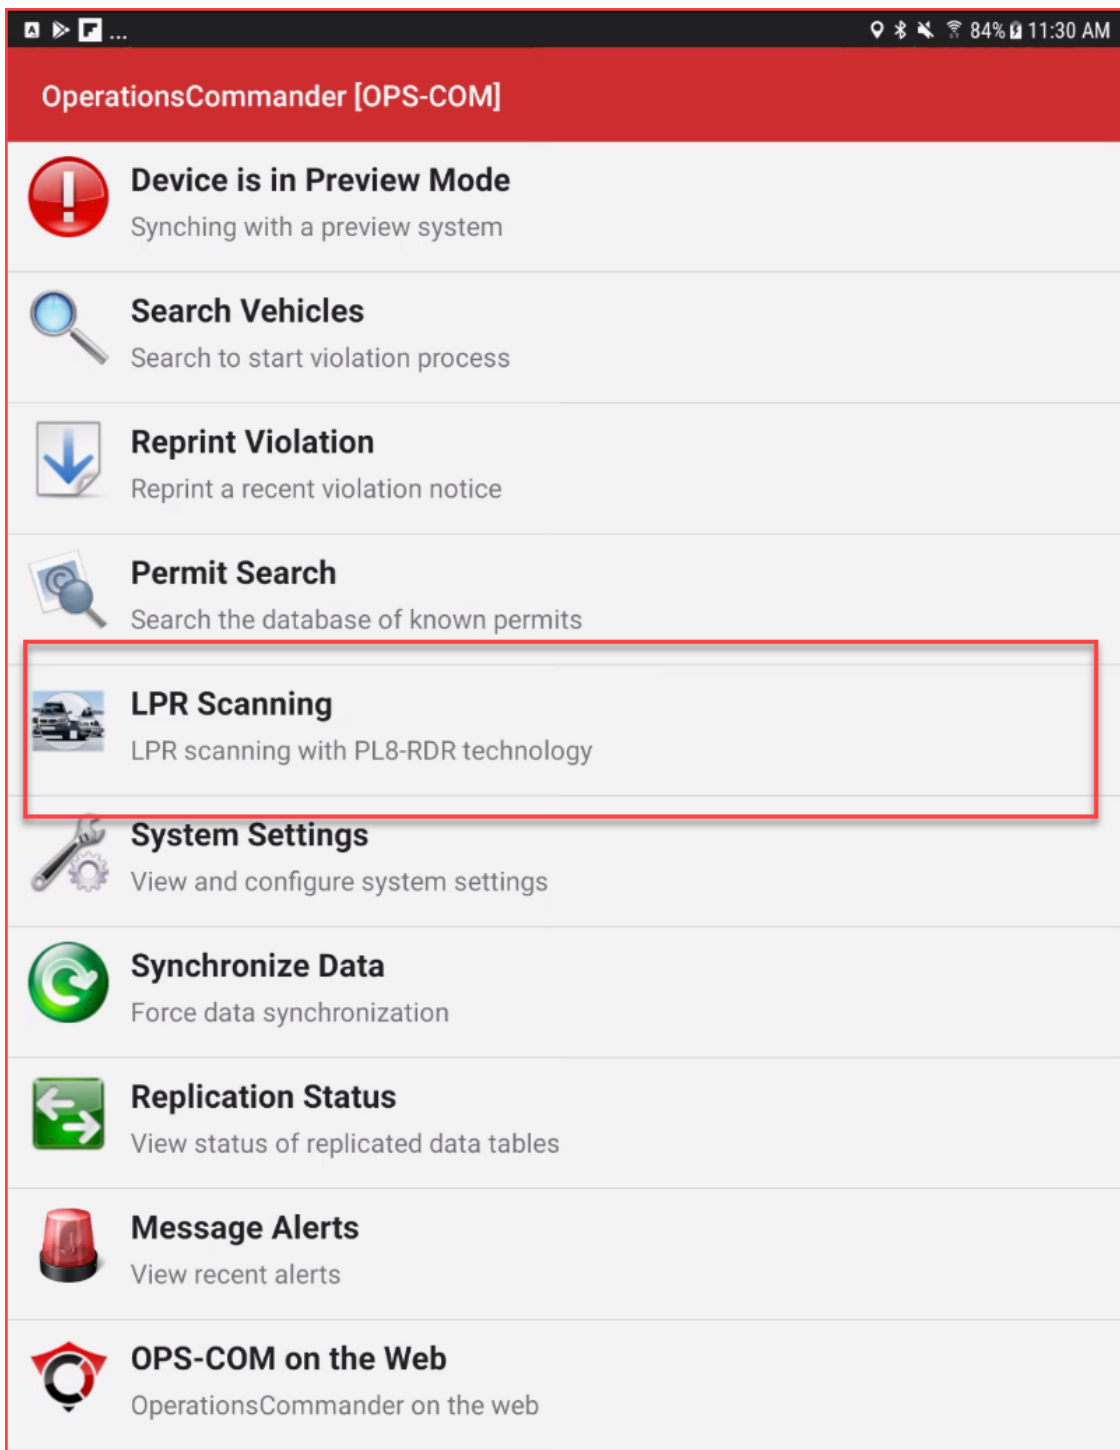 ... 84% 11:30 AM
OperationsCommander [OPS-COM]
Device is in Preview Mode
Synching with a preview system
Search Vehicles
Search to start violation process
Reprint Violation
Reprint a recent violation notice
Permit Search
Search the database of known permits
LPR Scanning
LPR scanning with PL8-RDR technology
System Settings
View and configure system settings
Synchronize Data
Force data synchronization
Replication Status
View status of replicated data tables
Message Alerts
View recent alerts
OPS-COM on the Web
OperationsCommander on the web